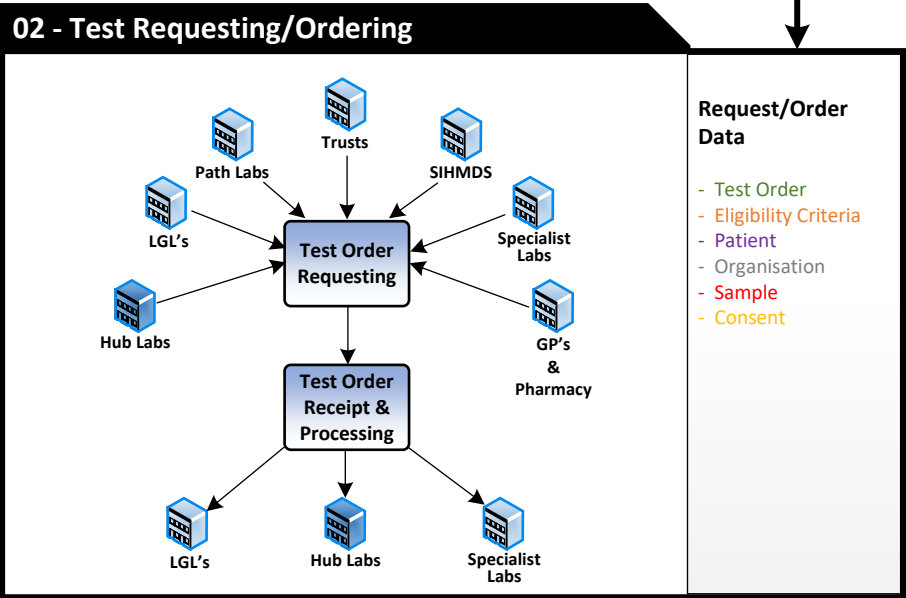 02 - Test Requesting/Ordering
Trusts
Path Labs
SIHMDS
LGL's
Specialist
Labs
Test Order
Requesting
Hub Labs
GP's
&
Pharmacy
Test Order
Receipt &
Processing
LGL's
Hub Labs
Specialist
Labs
Request/Order
Data
- Test Order
- Eligibility Criteria
- Patient
- Organisation
- Sample
- Consent